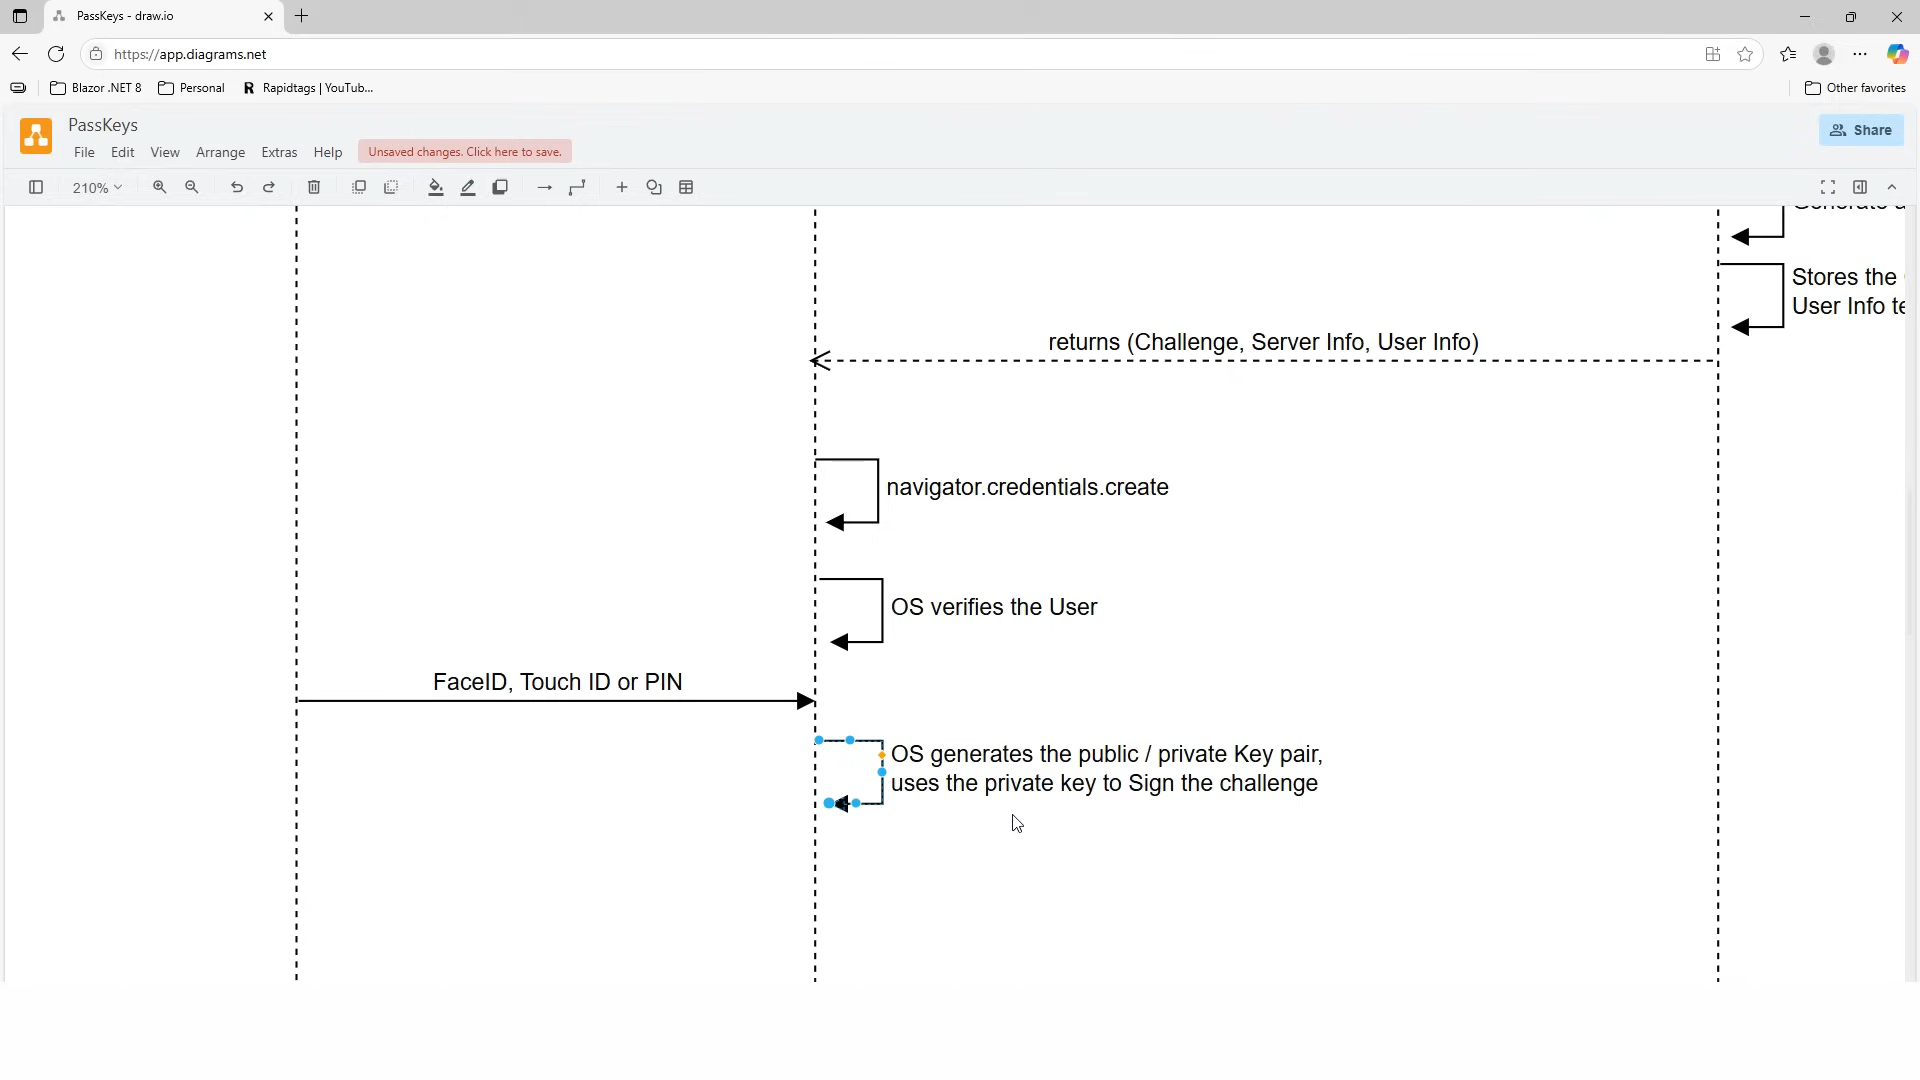 PassKeys - draw.io
https://app.diagrams.net
Blazor .NET 8
Personal
Rapidtags | YouTub...
Other favorites
PassKeys
File
Edit
View
Arrange
Extras
Help
Unsaved changes. Click here to save.
Share
210%
Stores the
User Info te
returns (Challenge, Server Info, User Info)
navigator.credentials.create
OS verifies the User
FaceID, Touch ID or PIN
OS generates the public / private Key pair,
uses the private key to Sign the challenge